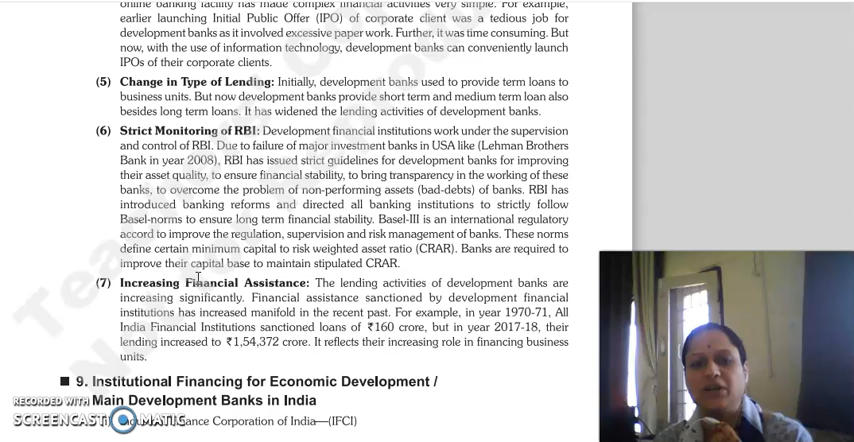 online banking facility has made complex financial activities very simple. For example,
earlier launching Initial Public Offer (IPO) of corporate client was a tedious job for
development banks as it involved excessive paper work. Further, it was time consuming. But
now, with the use of information technology, development banks can conveniently launch
IPOs of their corporate clients.
(5) Change in Type of Lending: Initially, development banks used to provide term loans to
business units. But now development banks provide short term and medium term loan also
besides long term loans. It has widened the lending activities of development banks.
(6) Strict Monitoring of RBI: Development financial institutions work under the supervision
and control of RBI. Due to failure of major investment banks in USA like (Lehman Brothers
Bank in year 2008), RBI has issued strict guidelines for development banks for improving
their asset quality, to ensure financial stability, to bring transparency in the working of these
banks, to overcome the problem of non-performing assets (bad-debts) of banks. RBI has
introduced banking reforms and directed all banking institutions to strictly follow
Basel-norms to ensure long term financial stability. Basel-III is an international regulatory
accord to improve the regulation, supervision and risk management of banks. These norms
define certain minimum capital to risk weighted asset ratio (CRAR). Banks are required to
improve their capital base to maintain stipulated CRAR.
(7) Increasing Financial Assistance: The lending activities of development banks are
increasing significantly. Financial assistance sanctioned by development financial
institutions has increased manifold in the recent past. For example, in year 1970-71, All
India Financial Institutions sanctioned loans of ₹160 crore, but in year 2017-18, their
lending increased to ₹1,54,372 crore. It reflects their increasing role in financing business
units.
■ 9. Institutional Financing for Economic Development /
Main Development Banks in India
RECORDED WITH
SCREENCAST MATIC
Finance Corporation of India—(IFCI)